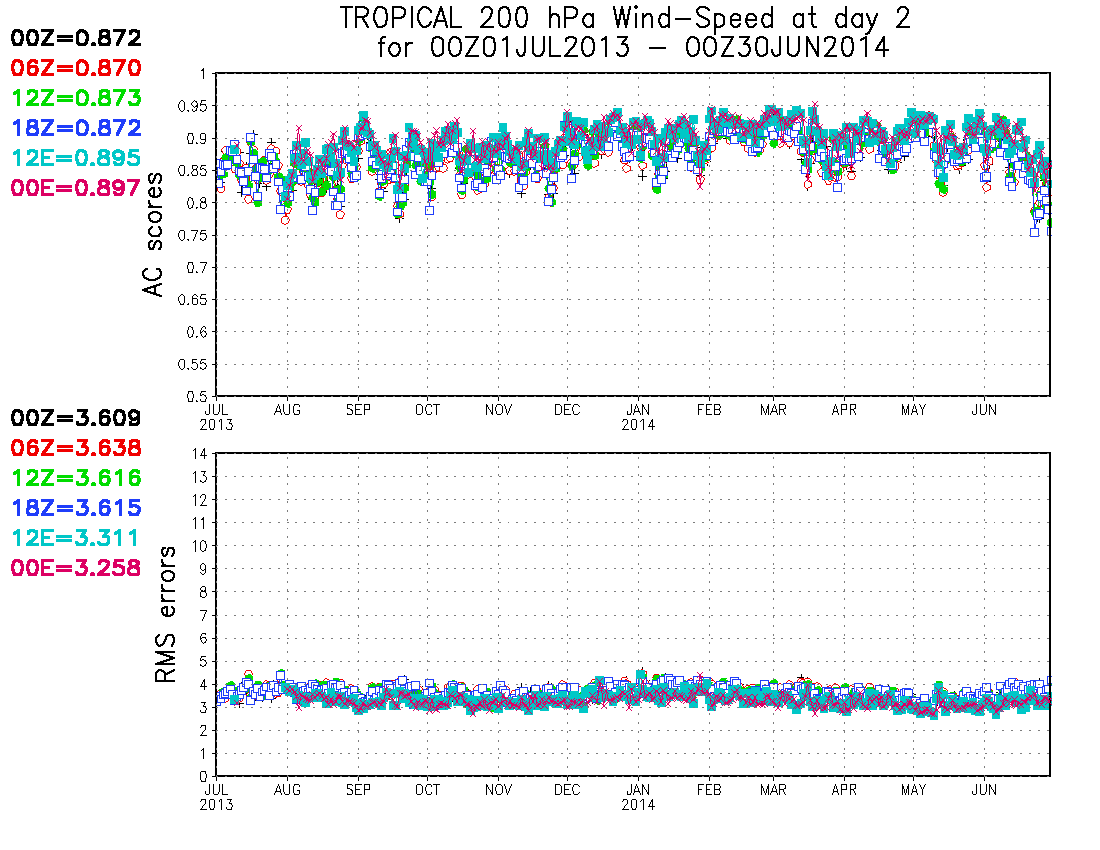 TROPICAL 200 hPa Wind-Speed at day 2
for 00Z01JUL2013 - 00Z30JUN2014
00Z=0.872
06Z=0.870
12Z=0.873
18Z=0.872
12E=0.895
00E=0.897
AC scores
1
0.95
0.9
0.85
0.8
0.75
0.7
0.65
0.6
0.55
0.5
JUL AUG SEP OCT NOV DEC JAN FEB MAR APR MAY JUN
2013 2014
00Z=3.609
06Z=3.638
12Z=3.616
18Z=3.615
12E=3.311
00E=3.258
RMS errors
14
13
12
11
10
9
8
7
6
5
4
3
2
1
0
JUL AUG SEP OCT NOV DEC JAN FEB MAR APR MAY JUN
2013 2014